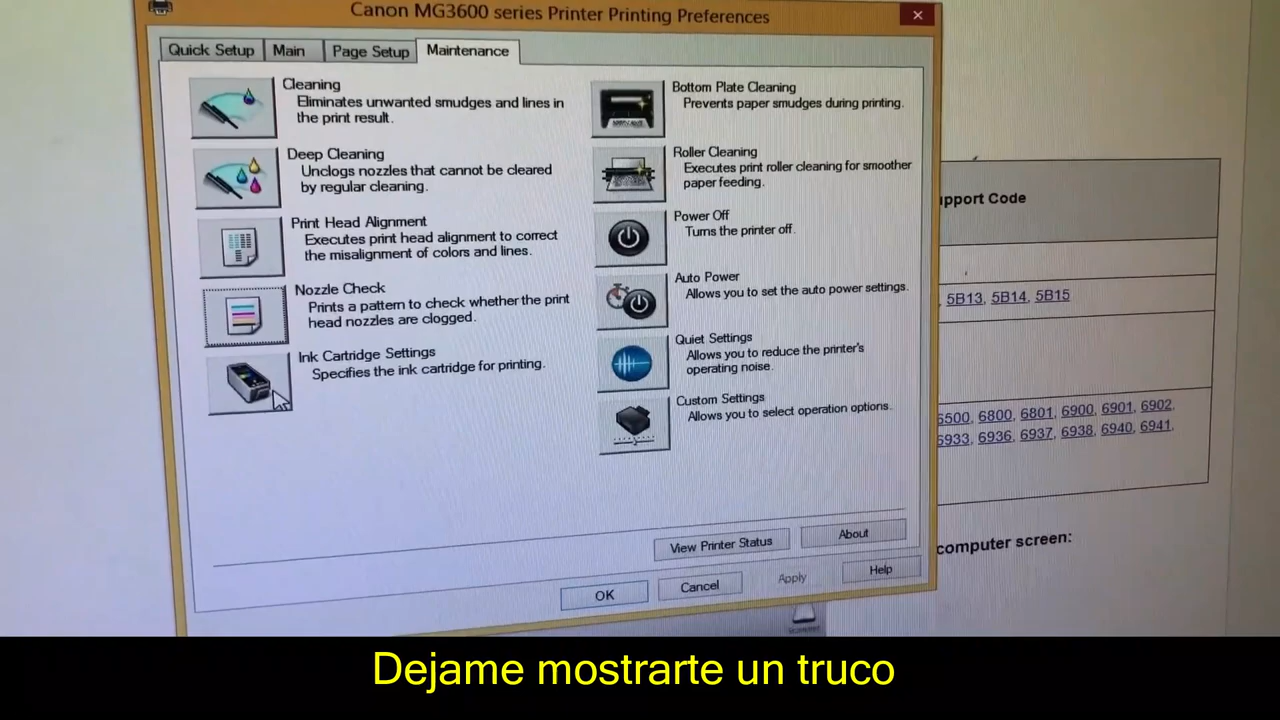 Canon MG3600 series Printer Printing Preferences
Quick Setup
Main
Page Setup
Maintenance
Cleaning
Eliminates unwanted smudges and lines in
the print result.
Deep Cleaning
Unclogs nozzles that cannot be cleared
by regular cleaning.
Print Head Alignment
Executes print head alignment to correct
the misalignment of colors and lines.
Nozzle Check
Prints a pattern to check whether the print
head nozzles are clogged.
Ink Cartridge Settings
Specifies the ink cartridge for printing.
Bottom Plate Cleaning
Prevents paper smudges during printing.
Roller Cleaning
Executes print roller cleaning for smoother
paper feeding.
Power Off
Turns the printer off.
Auto Power
Allows you to set the auto power settings.
Quiet Settings
Allows you to reduce the printer's
operating noise.
Custom Settings
Allows you to select operation options.
View Printer Status
About
OK
Cancel
Apply
Help
Code
5B13, 5B14, 5B15
6800, 6801, 6900, 6901, 6902,
6936, 6937, 6938, 6940, 6941,
computer screen:
Dejame mostrarte un truco